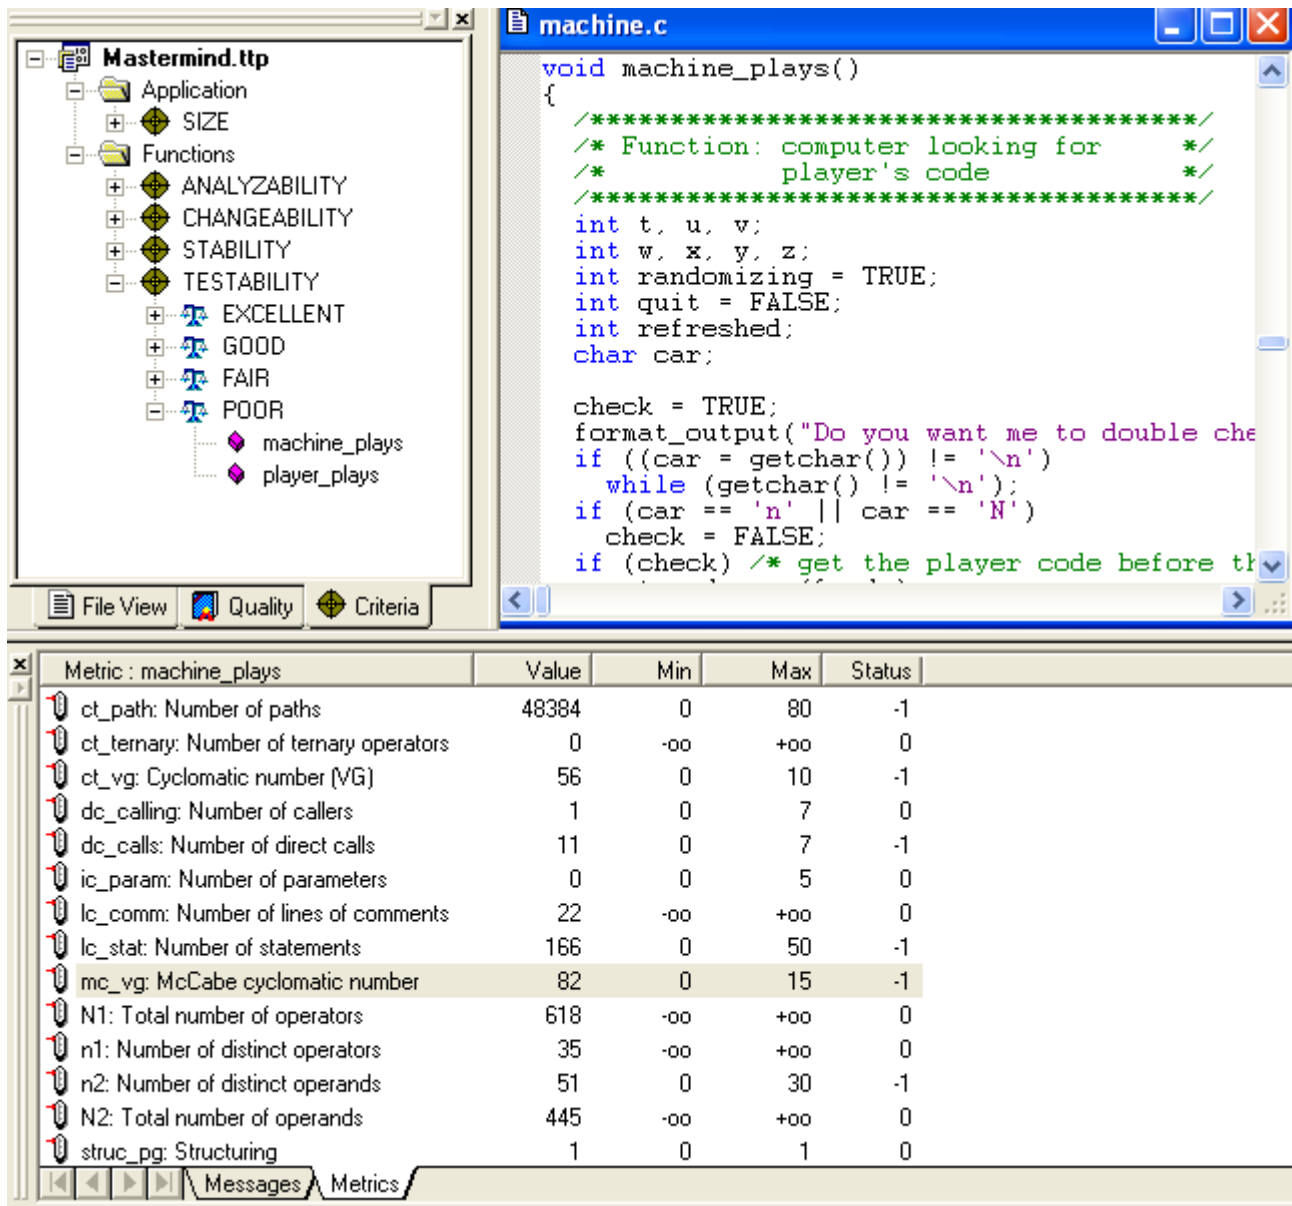 Mastermind.ttp
Application
SIZE
Functions
ANALYZABILITY
CHANGEABILITY
STABILITY
TESTABILITY
EXCELLENT
GOOD
FAIR
POOR
machine_plays
player_plays
File View Quality Criteria
machine.c
void machine_plays()
{
/***************************************/
/* Function: computer looking for */
/* player's code */
/***************************************/
int t, u, v;
int w, x, y, z;
int randomizing = TRUE;
int quit = FALSE;
int refreshed;
char car;
check = TRUE;
format_output("Do you want me to double che
if ((car = getchar()) != '\n')
while (getchar() != '\n');
if (car == 'n' || car == 'N')
check = FALSE;
if (check) /* get the player code before th
Metric : machine_plays Value Min Max Status
ct_path: Number of paths 48384 0 80 -1
ct_ternary: Number of ternary operators 0 -oo +oo 0
ct_vg: Cyclomatic number (VG) 56 0 10 -1
dc_calling: Number of callers 1 0 7 0
dc_calls: Number of direct calls 11 0 7 -1
ic_param: Number of parameters 0 0 5 0
lc_comm: Number of lines of comments 22 -oo +oo 0
lc_stat: Number of statements 166 0 50 -1
mc_vg: McCabe cyclomatic number 82 0 15 -1
N1: Total number of operators 618 -oo +oo 0
n1: Number of distinct operators 35 -oo +oo 0
n2: Number of distinct operands 51 0 30 -1
N2: Total number of operands 445 -oo +oo 0
struc_pg: Structuring 1 0 1 0
Messages Metrics